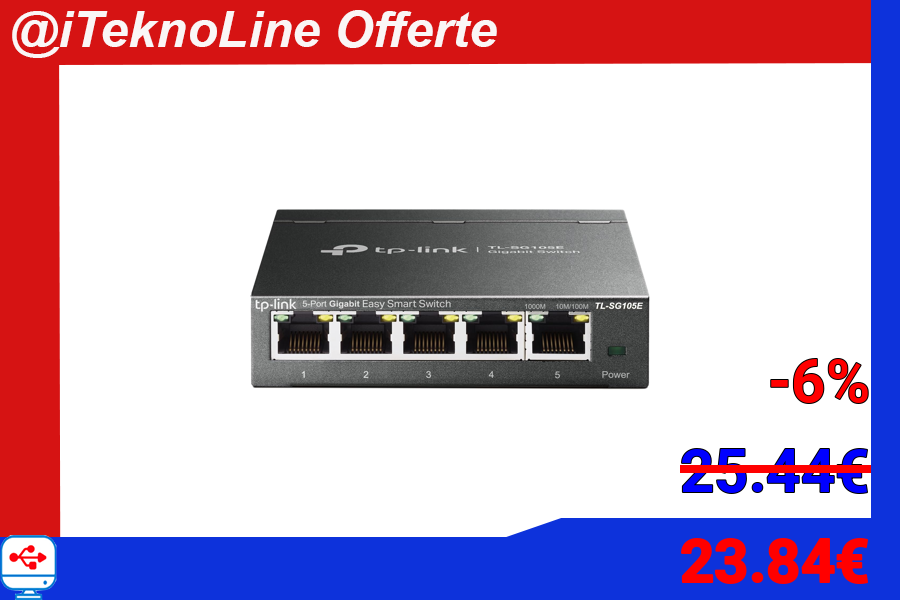 @iTeknoLine Offerte
tp-link | TL-SG105E
Gigabit Switch
tp-link 5-Port Gigabit Easy Smart Switch
1000M 10M/100M TL-SG105E
1 2 3 4 5 Power
-6%
25.44€
23.84€